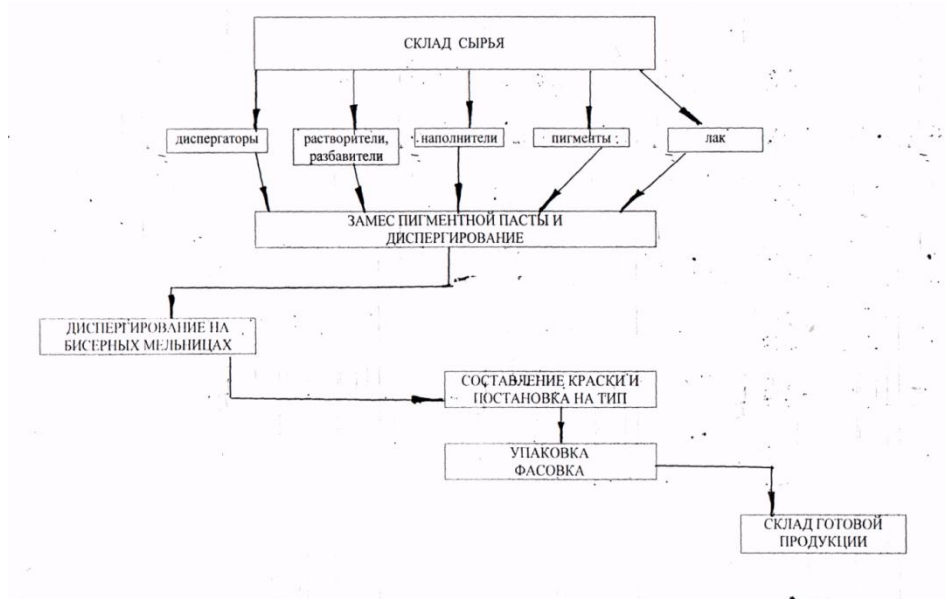 СКЛАД СЫРЬЯ
диспергаторы
растворители,
разбавители
наполнители
пигменты
лак
ЗАМЕС ПИГМЕНТНОЙ ПАСТЫ И
ДИСПЕРГИРОВАНИЕ
ДИСПЕРГИРОВАНИЕ НА
БИСЕРНЫХ МЕЛЬНИЦАХ
СОСТАВЛЕНИЕ КРАСКИ И
ПОСТАНОВКА НА ТИП
УПАКОВКА
ФАСОВКА
СКЛАД ГОТОВОЙ
ПРОДУКЦИИ